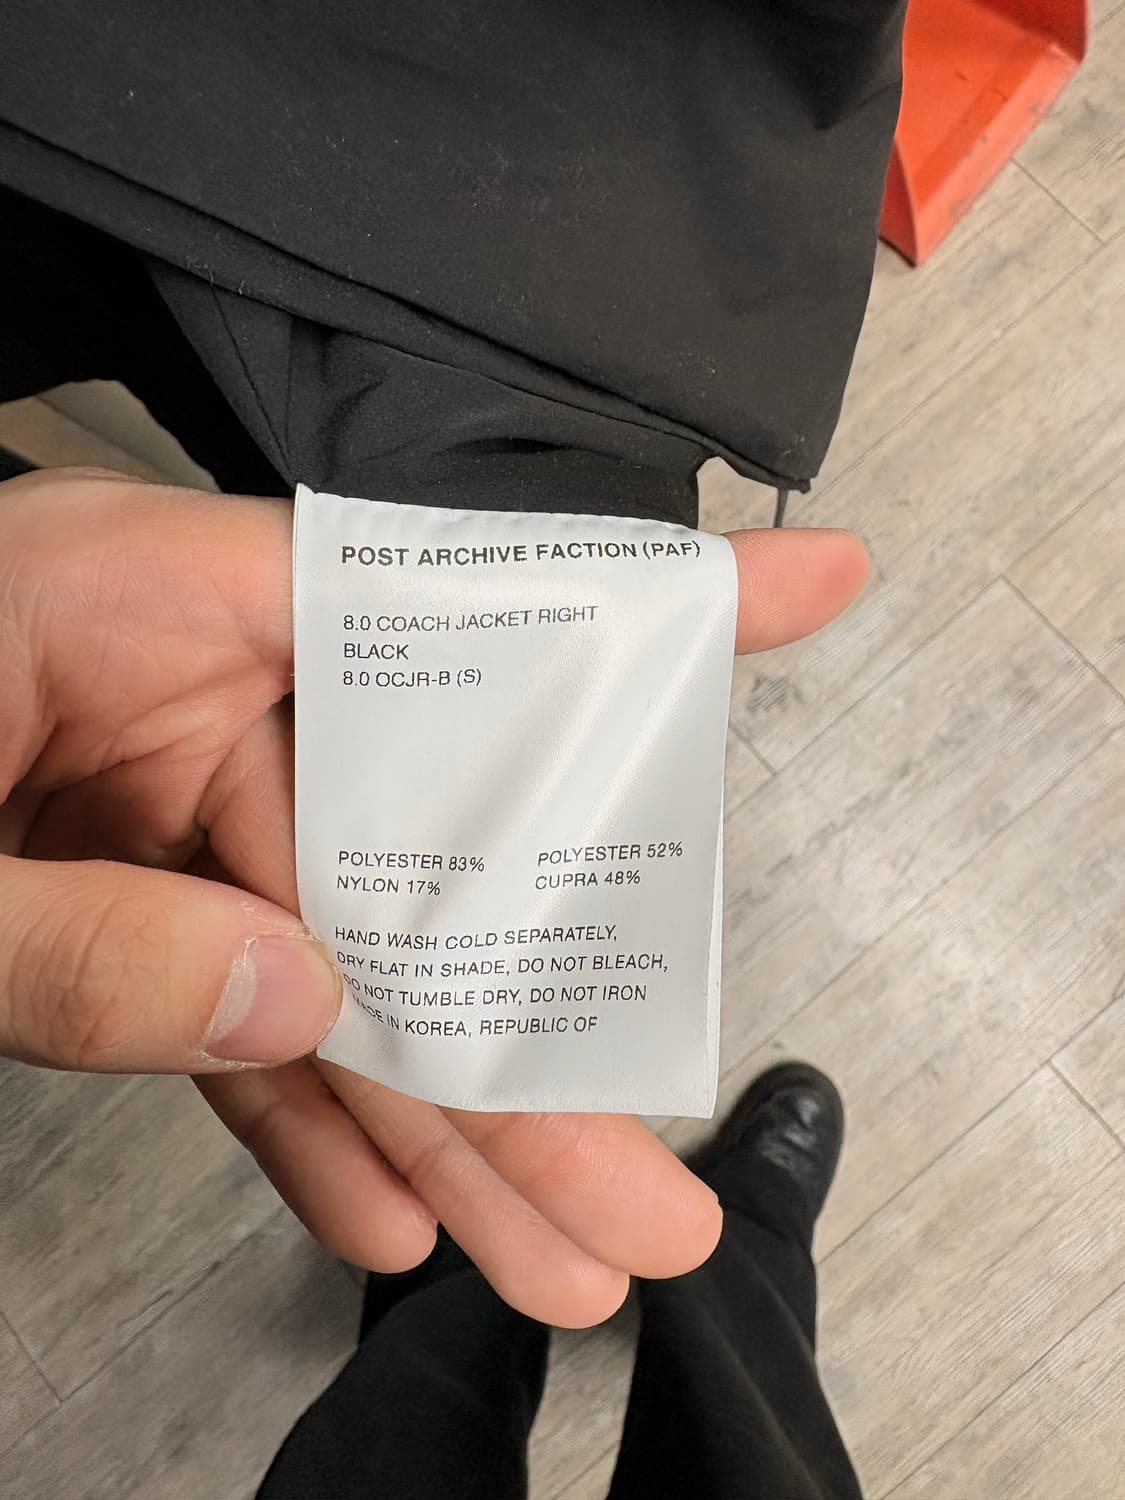 POST ARCHIVE FACTION (PAF)
8.0 COACH JACKET RIGHT
BLACK
8.0 OCJR-B (S)
POLYESTER 83%
NYLON 17%
POLYESTER 52%
CUPRA 48%
HAND WASH COLD SEPARATELY,
DRY FLAT IN SHADE, DO NOT BLEACH,
DO NOT TUMBLE DRY, DO NOT IRON
MADE IN KOREA, REPUBLIC OF